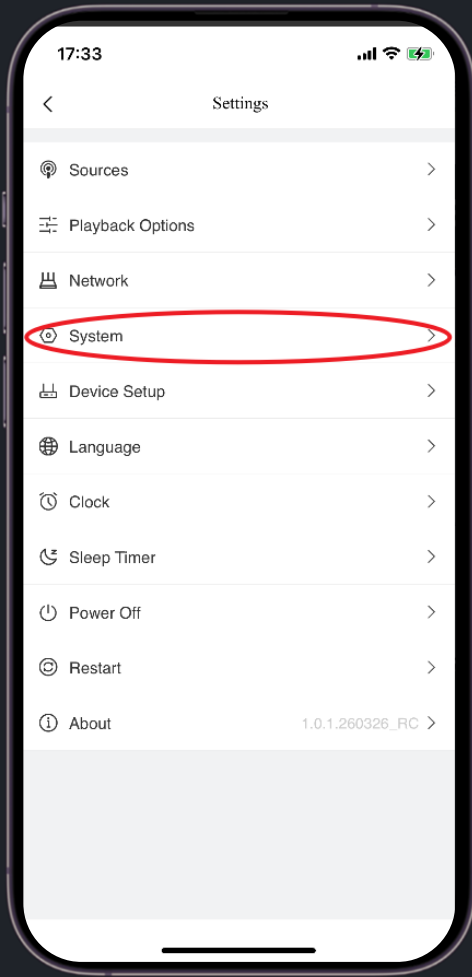 17:33
Settings
Sources
Playback Options
Network
System
Device Setup
Language
Clock
Sleep Timer
Power Off
Restart
About 1.0.1.260326_RC